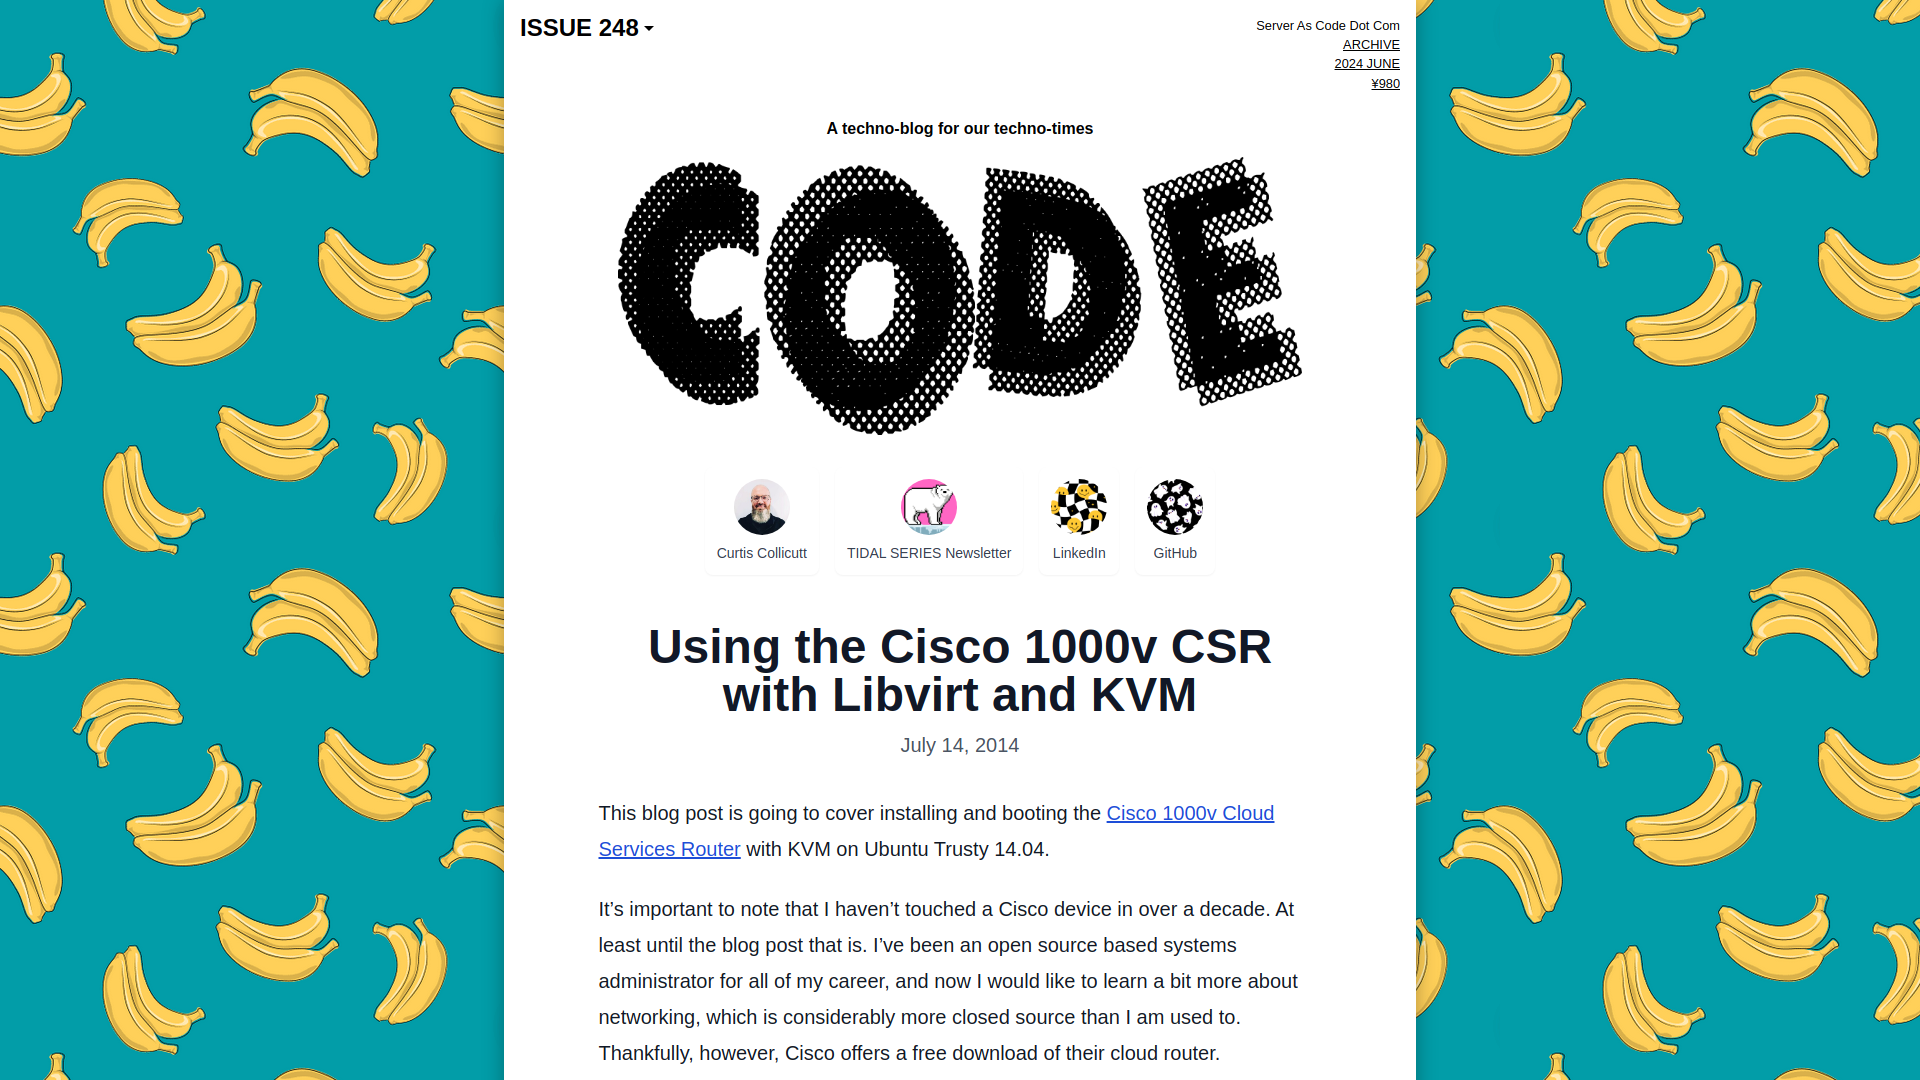 ISSUE 248
Server As Code Dot Com
ARCHIVE
2024 JUNE
¥980
A techno-blog for our techno-times
CODE
Curtis Collicutt
TIDAL SERIES Newsletter
LinkedIn
GitHub
Using the Cisco 1000v CSR
with Libvirt and KVM
July 14, 2014
This blog post is going to cover installing and booting the Cisco 1000v Cloud
Services Router with KVM on Ubuntu Trusty 14.04.
It’s important to note that I haven’t touched a Cisco device in over a decade. At
least until the blog post that is. I’ve been an open source based systems
administrator for all of my career, and now I would like to learn a bit more about
networking, which is considerably more closed source than I am used to.
Thankfully, however, Cisco offers a free download of their cloud router.